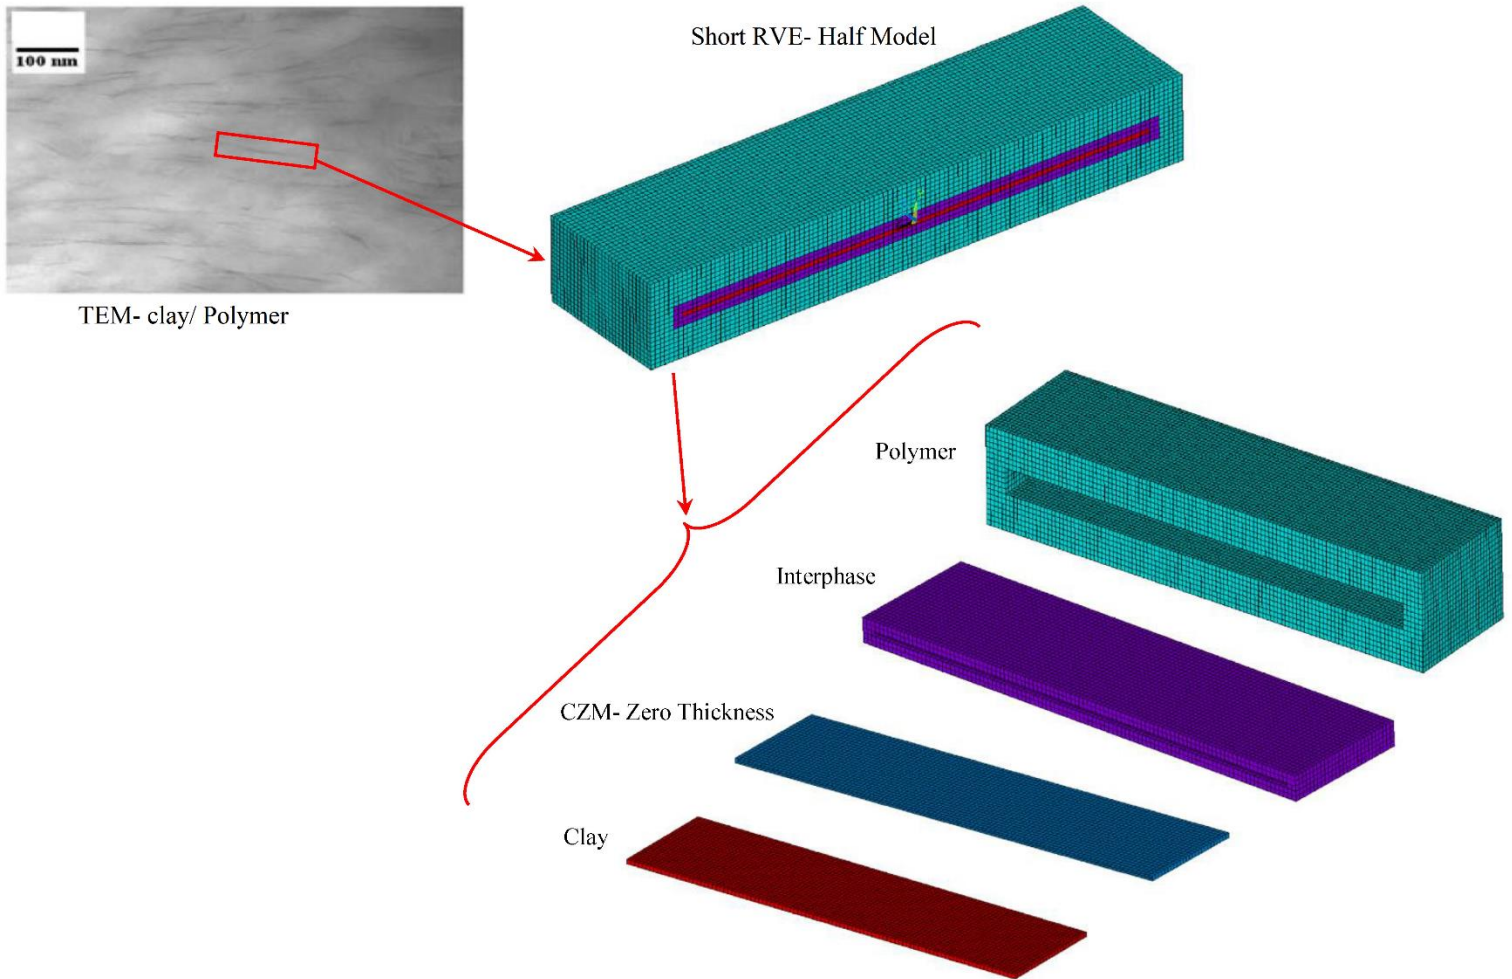 100 nm
Short RVE- Half Model
TEM- clay/ Polymer
Polymer
Interphase
CZM- Zero Thickness
Clay